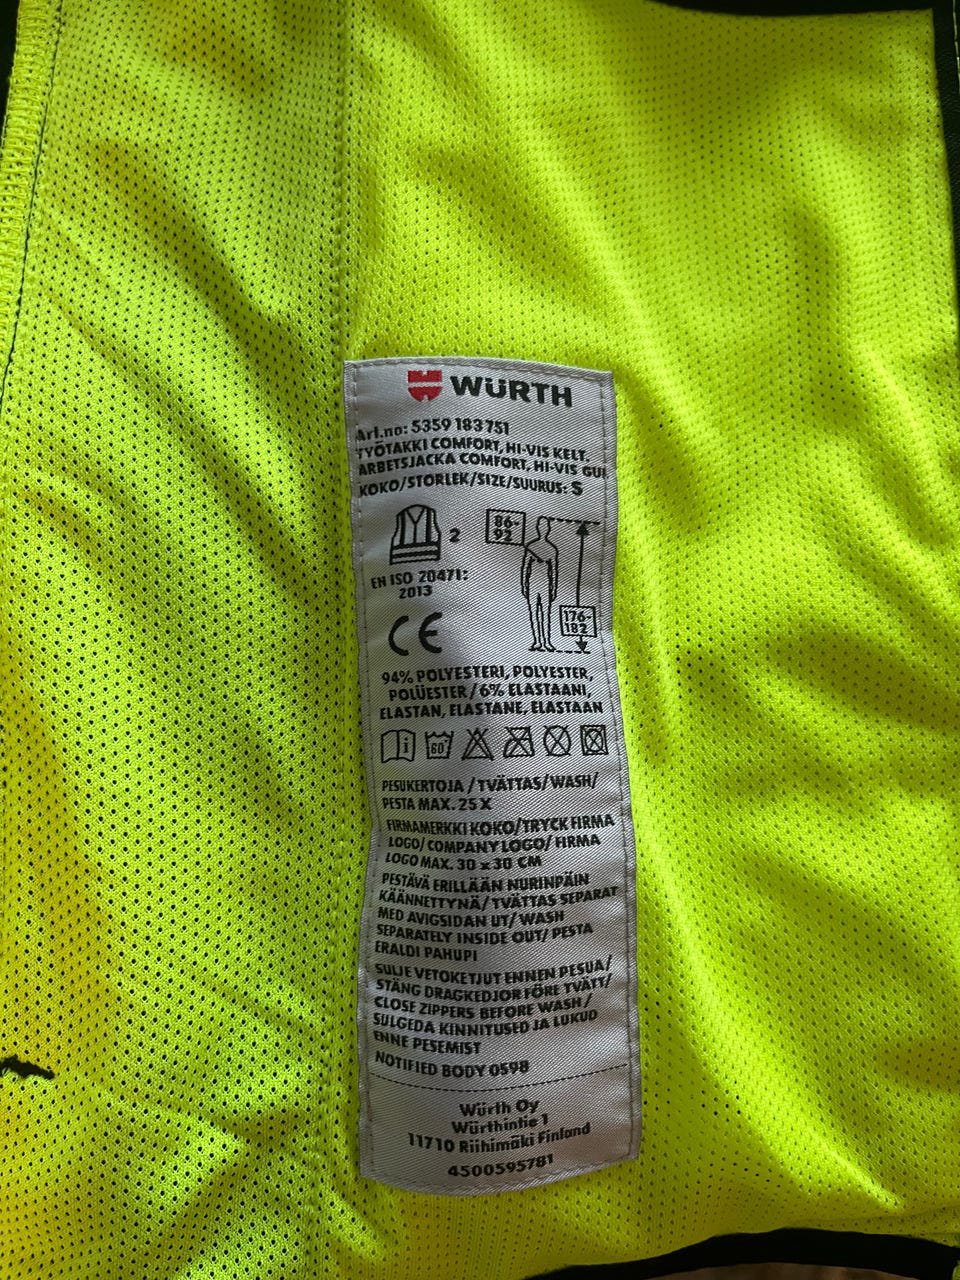 WÜRTH
Art.no: 5359 183 751
TYÖTAKKI COMFORT, HI-VIS KELT.
ARBETSJACKA COMFORT, HI-VIS GUL
KOKO/STORLEK/SIZE/SUURUS: S
86-
92
2
EN ISO 20471:
2013
176-
182
CE
94% POLYESTERI, POLYESTER,
POLÜESTER / 6% ELASTAANI,
ELASTAN, ELASTANE, ELASTAAN
i 60
PESUKERTOJA / TVÄTTAS/ WASH/
PESTA MAX. 25 X
FIRMAMERKKI KOKO/TRYCK FIRMA
LOGO/ COMPANY LOGO/ FIRMA
LOGO MAX. 30 x 30 CM
PESTÄVÄ ERILLÄÄN NURINPÄIN
KÄÄNNETTYNÄ/ TVÄTTAS SEPARAT
MED AVIGSIDAN UT/ WASH
SEPARATELY INSIDE OUT/ PESTA
ERALDI PAHUPI
SULJE VETOKETJUT ENNEN PESUA/
STÄNG DRAGKEDJOR FÖRE TVÄTT/
CLOSE ZIPPERS BEFORE WASH/
SULGEDA KINNITUSED JA LUKUD
ENNE PESEMIST
NOTIFIED BODY 0598
Würth Oy
Würthintie 1
11710 Riihimäki Finland
4500595781